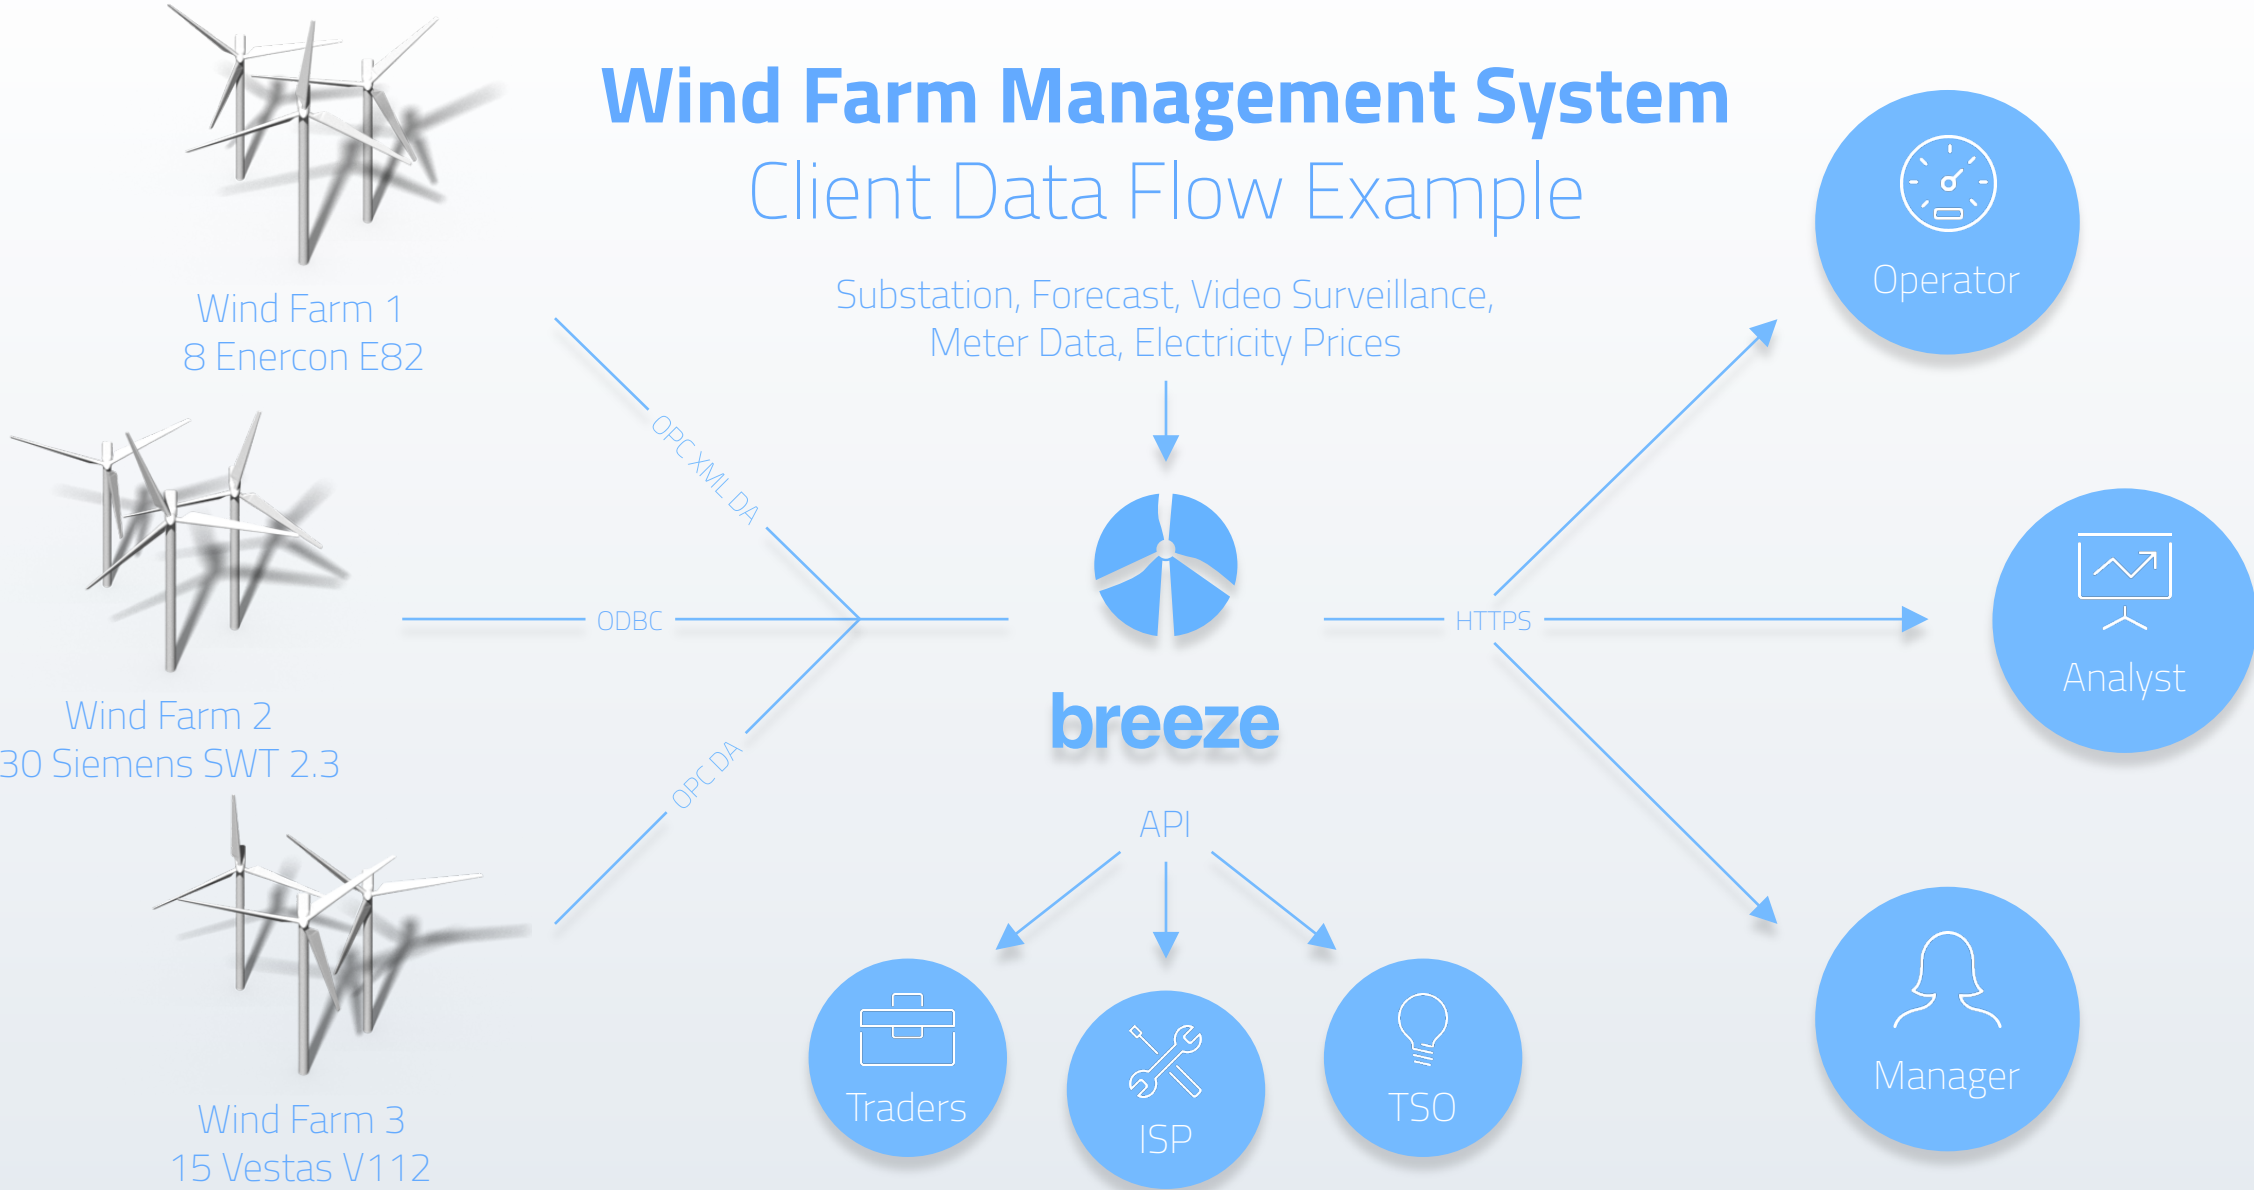 Wind Farm Management System
Client Data Flow Example
Substation, Forecast, Video Surveillance,
Meter Data, Electricity Prices
Wind Farm 1
8 Enercon E82
OPC XML DA
Wind Farm 2
30 Siemens SWT 2.3
ODBC
Wind Farm 3
15 Vestas V112
OPC DA
breeze
API
Traders
ISP
TSO
HTTPS
Operator
Analyst
Manager